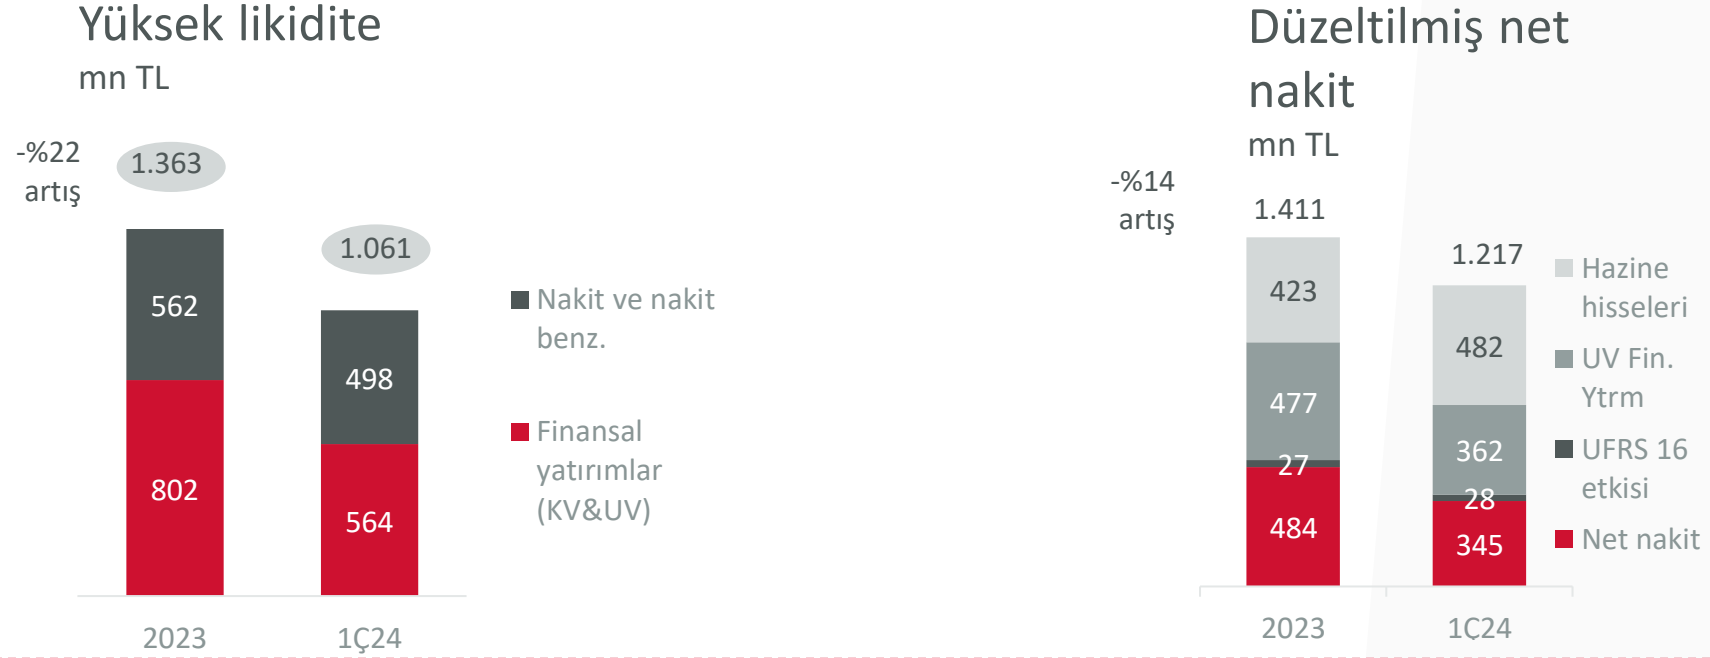 Yüksek likidite
mn TL
-%22
artış
1.363
1.061
562
498
802
564
2023
1Ç24
Nakit ve nakit
benz.
Finansal
yatırımlar
(KV&UV)
Düzeltilmiş net
nakit
mn TL
-%14
artış
1.411
1.217
423
482
477
362
27
28
484
345
2023
1Ç24
Hazine
hisseleri
UV Fin.
Ytrm
UFRS 16
etkisi
Net nakit